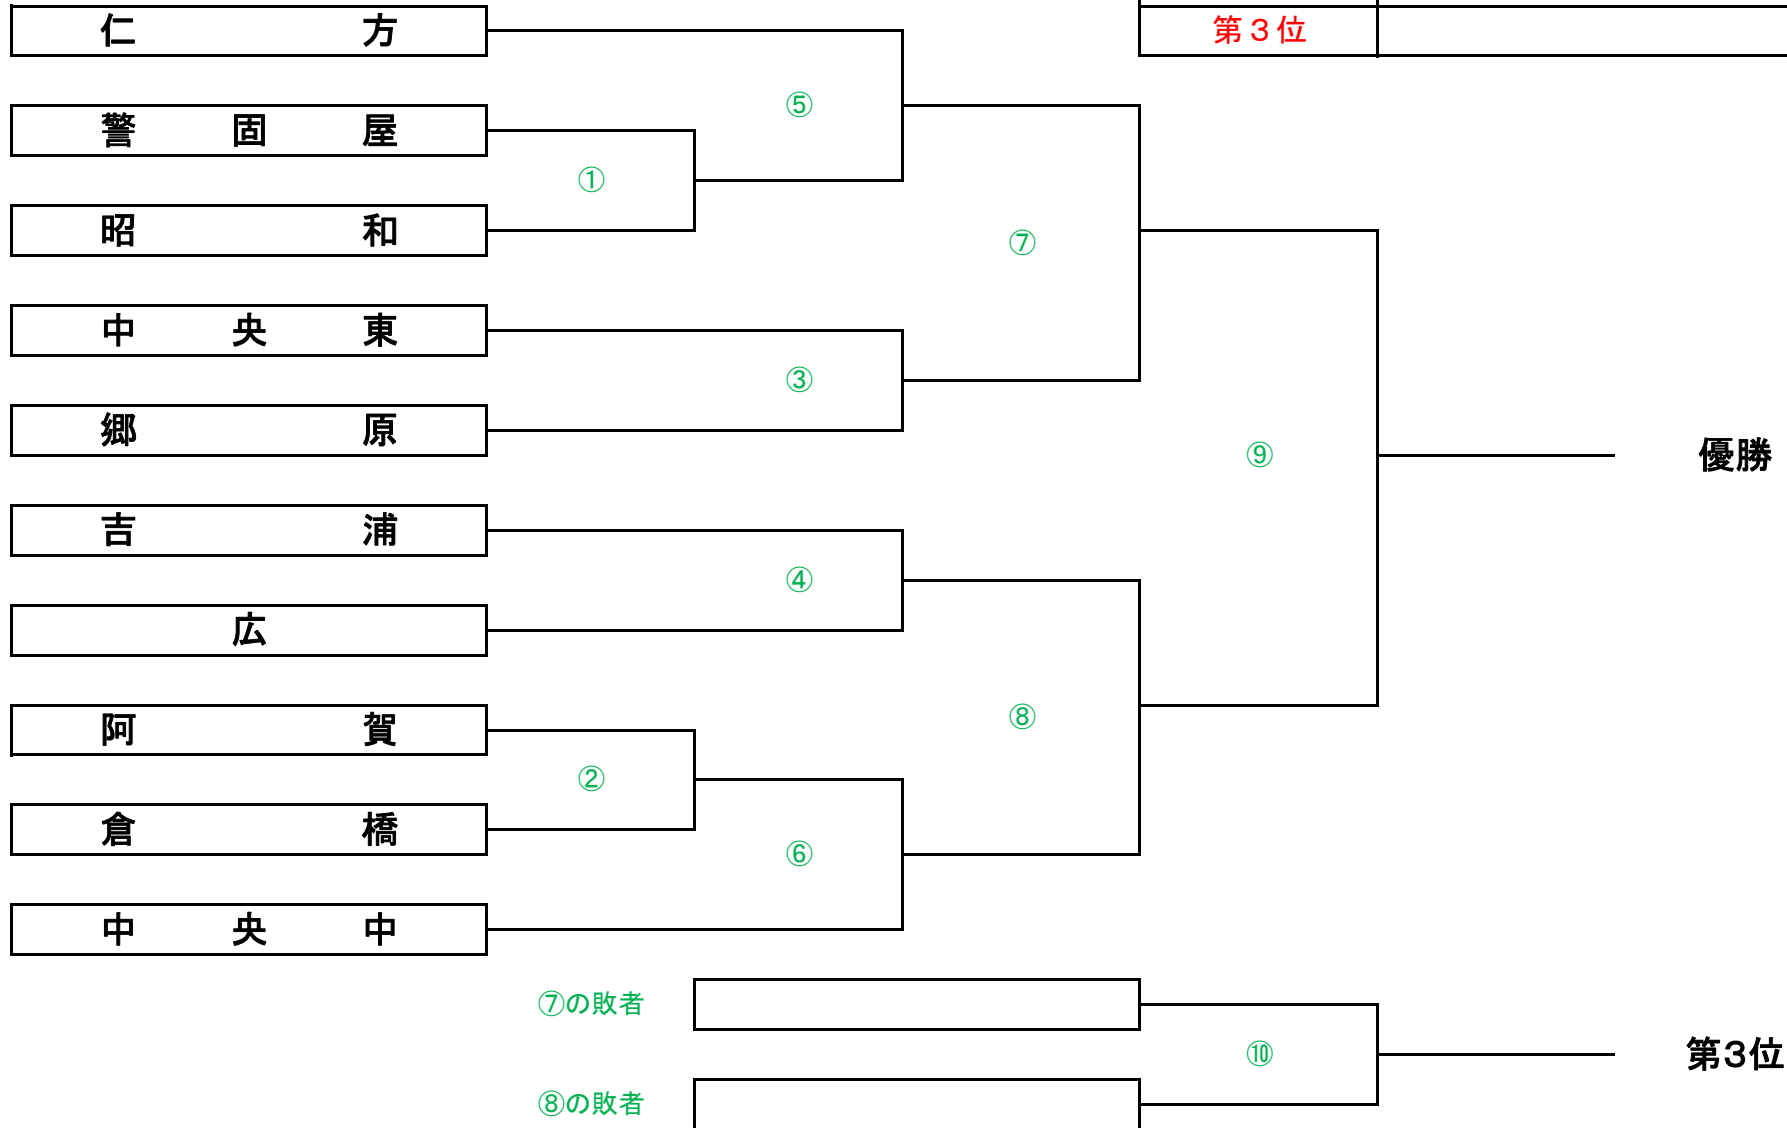 仁方
第３位
⑤
警固屋
①
昭和
⑦
中央東
③
郷原
⑨
優勝
吉浦
④
広
⑧
阿賀
②
倉橋
⑥
中央中
⑦の敗者
⑩
第3位
⑧の敗者